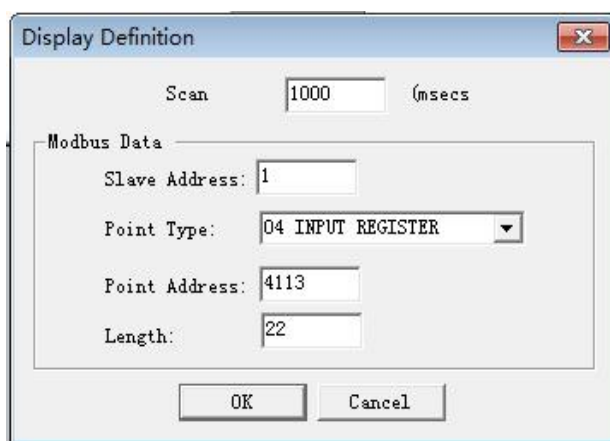 Display Definition
Scan 1000 (msecs
Modbus Data
Slave Address: 1
Point Type: 04 INPUT REGISTER
Point Address: 4113
Length: 22
OK Cancel